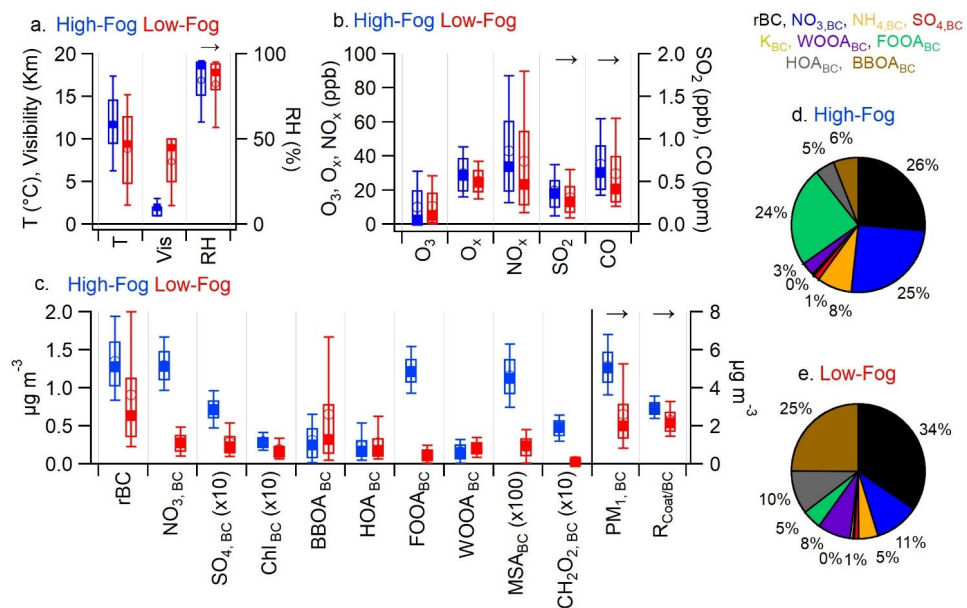 a. High-Fog Low-Fog
20
15
10
5
0
T (°C), Visibility (Km)
100
50
0
RH (%)
→
T
Vis
RH
b. High-Fog Low-Fog
100
80
60
40
20
0
O3, Ox, NOx (ppb)
2.0
1.5
1.0
0.5
0.0
SO2 (ppb), CO (ppm)
→ →
O3
Ox
NOx
SO2
CO
c. High-Fog Low-Fog
2.0
1.5
1.0
0.5
0.0
µg m-3
8
6
4
2
0
µg m-3
→ →
rBC
NO3, BC
SO4, BC (x10)
Chl BC (x10)
BBOA BC
HOA BC
FOOA BC
WOOA BC
MSA BC (x100)
CH2O2, BC (x10)
PM1, BC
RCoat/BC
rBC, NO3,BC, NH4,BC, SO4,BC
KBC, WOOABC, FOOABC
HOABC, BBOABC
d. High-Fog
6%
5%
26%
24%
3%
0%
1%
8%
25%
e. Low-Fog
25%
34%
10%
5%
8%
0%
1%
5%
11%